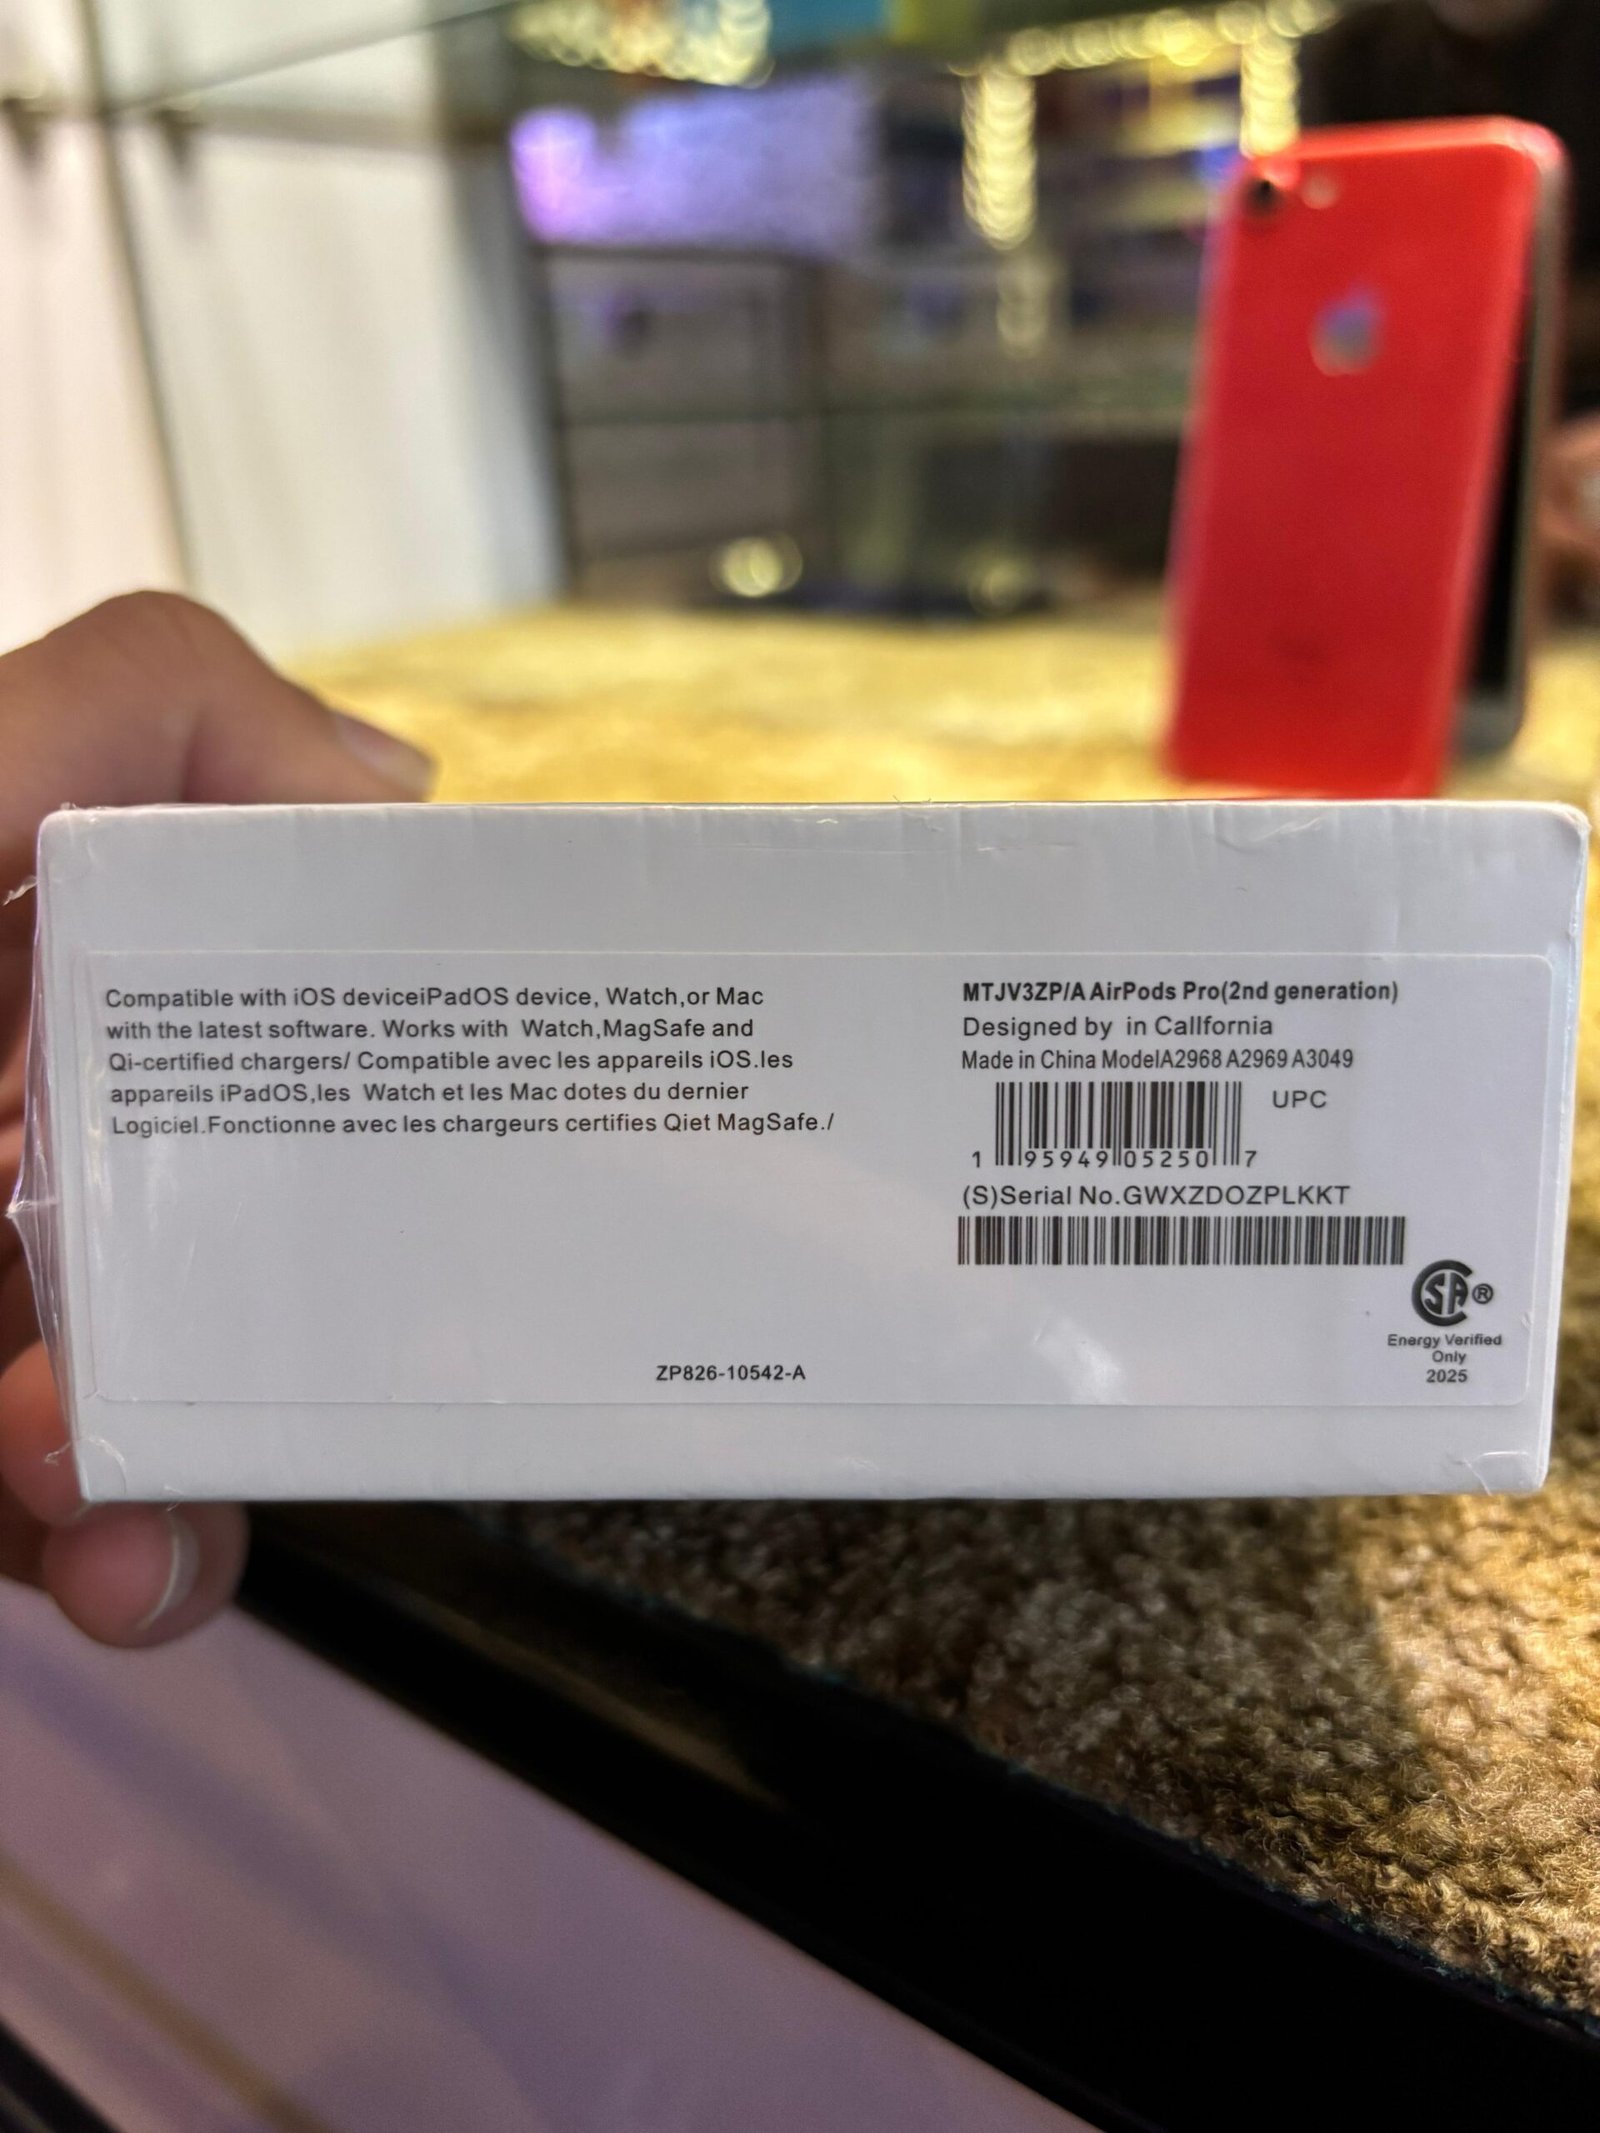 Compatible with iOS deviceiPadOS device, Watch,or Mac
with the latest software. Works with Watch,MagSafe and
Qi-certified chargers/ Compatible avec les appareils iOS.les
appareils iPadOS,les Watch et les Mac dotes du dernier
Logiciel.Fonctionne avec les chargeurs certifies Qiet MagSafe./
ZP826-10542-A
MTJV3ZP/A AirPods Pro(2nd generation)
Designed by in Callfornia
Made in China ModelA2968 A2969 A3049
UPC
1 95949 05250 7
(S)Serial No.GWXZDOZPLKKT
CSA®
Energy Verified
Only
2025